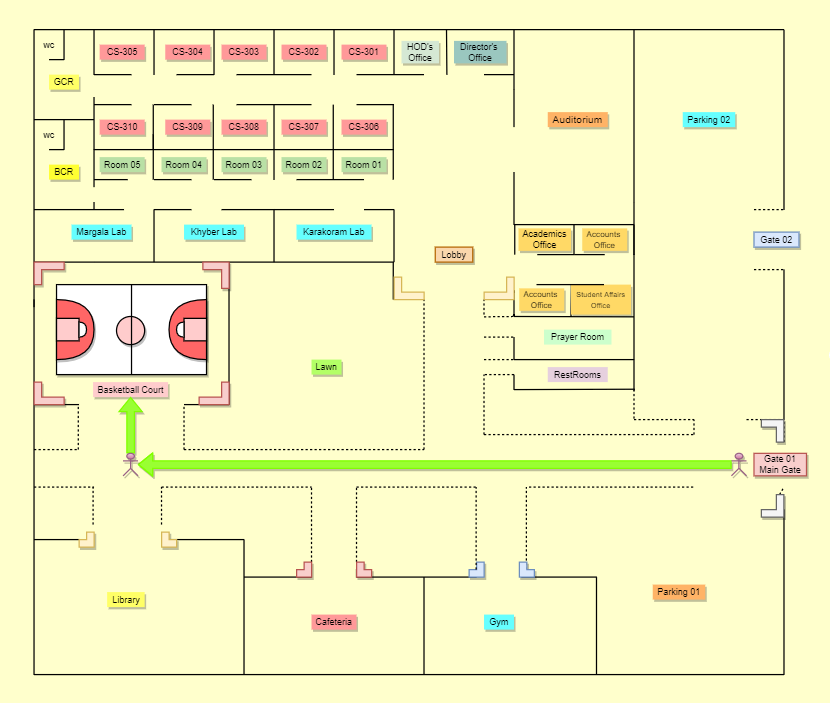 wc
CS-305
CS-304
CS-303
CS-302
CS-301
HOD's
Office
Director's
Office
GCR
Auditorium
Parking 02
wc
CS-310
CS-309
CS-308
CS-307
CS-306
BCR
Room 05
Room 04
Room 03
Room 02
Room 01
Margala Lab
Khyber Lab
Karakoram Lab
Academics
Office
Accounts
Office
Gate 02
Lobby
Accounts
Office
Student Affairs
Office
Prayer Room
Lawn
RestRooms
Basketball Court
Gate 01
Main Gate
Library
Cafeteria
Gym
Parking 01